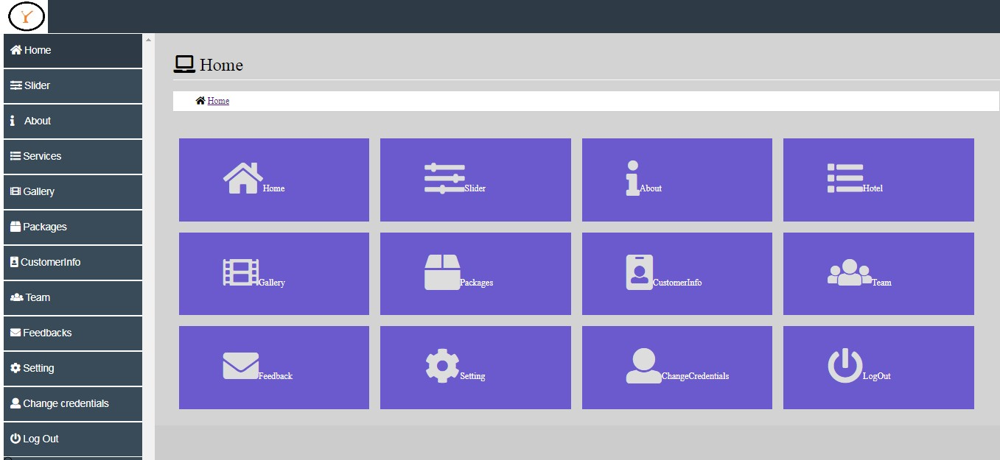 Y
Home
Slider
About
Services
Gallery
Packages
CustomerInfo
Team
Feedbacks
Setting
Change credentials
Log Out
Home
Home
Home
Slider
About
Hotel
Gallery
Packages
CustomerInfo
Team
Feedback
Setting
ChangeCredentials
LogOut